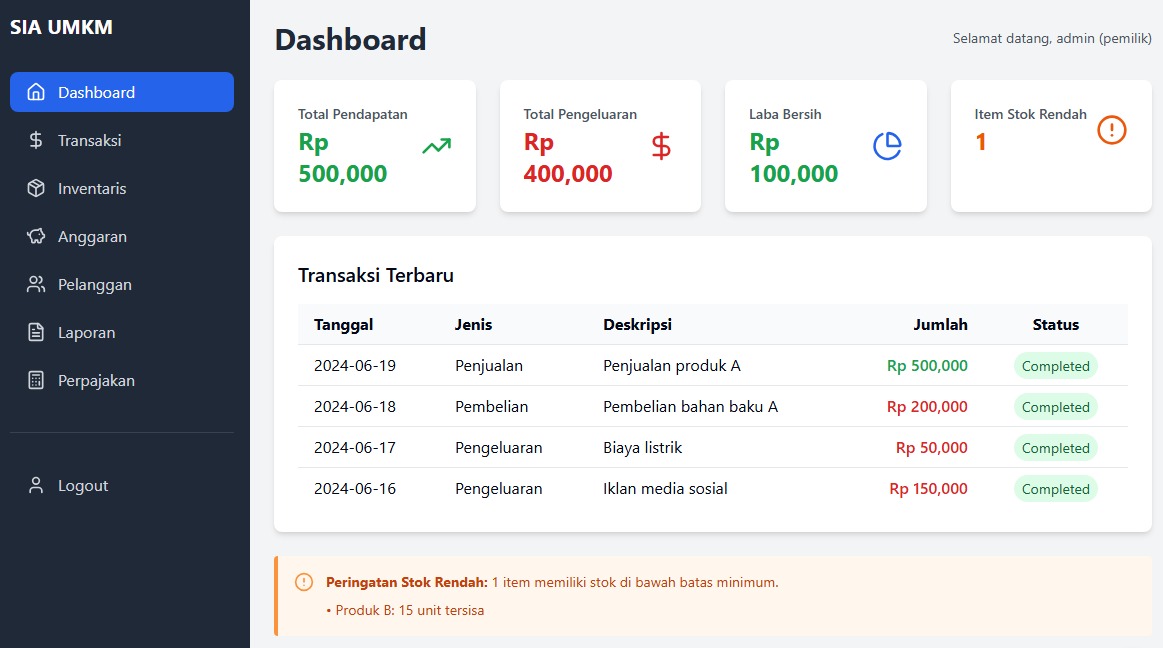 SIA UMKM
Dashboard
Transaksi
Inventaris
Anggaran
Pelanggan
Laporan
Perpajakan
Logout
Dashboard
Selamat datang, admin (pemilik)
Total Pendapatan
Rp
500,000
Total Pengeluaran
Rp
400,000
Laba Bersih
Rp
100,000
Item Stok Rendah
1
Transaksi Terbaru
Tanggal Jenis Deskripsi Jumlah Status
2024-06-19 Penjualan Penjualan produk A Rp 500,000 Completed
2024-06-18 Pembelian Pembelian bahan baku A Rp 200,000 Completed
2024-06-17 Pengeluaran Biaya listrik Rp 50,000 Completed
2024-06-16 Pengeluaran Iklan media sosial Rp 150,000 Completed
Peringatan Stok Rendah: 1 item memiliki stok di bawah batas minimum.
• Produk B: 15 unit tersisa